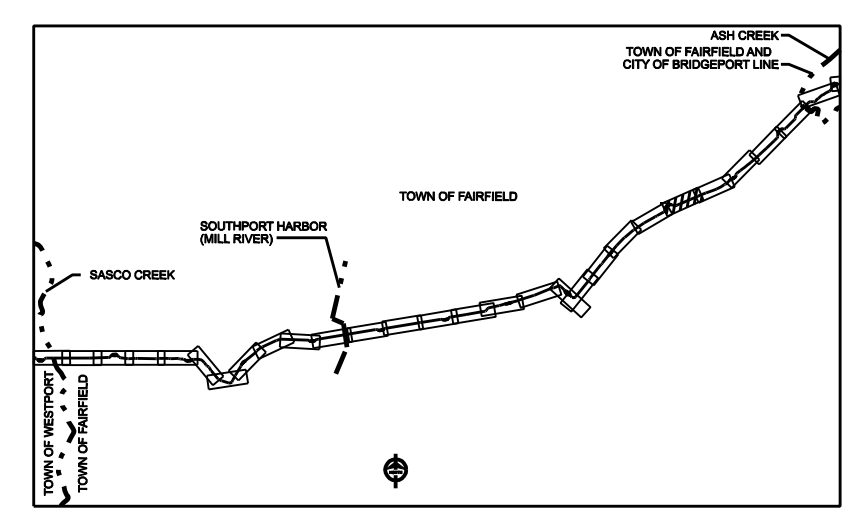 ASH CREEK
TOWN OF FAIRFIELD AND
CITY OF BRIDGEPORT LINE
TOWN OF FAIRFIELD
SOUTHPORT HARBOR
(MILL RIVER)
SASCO CREEK
TOWN OF WESTPORT
TOWN OF FAIRFIELD
NORTH